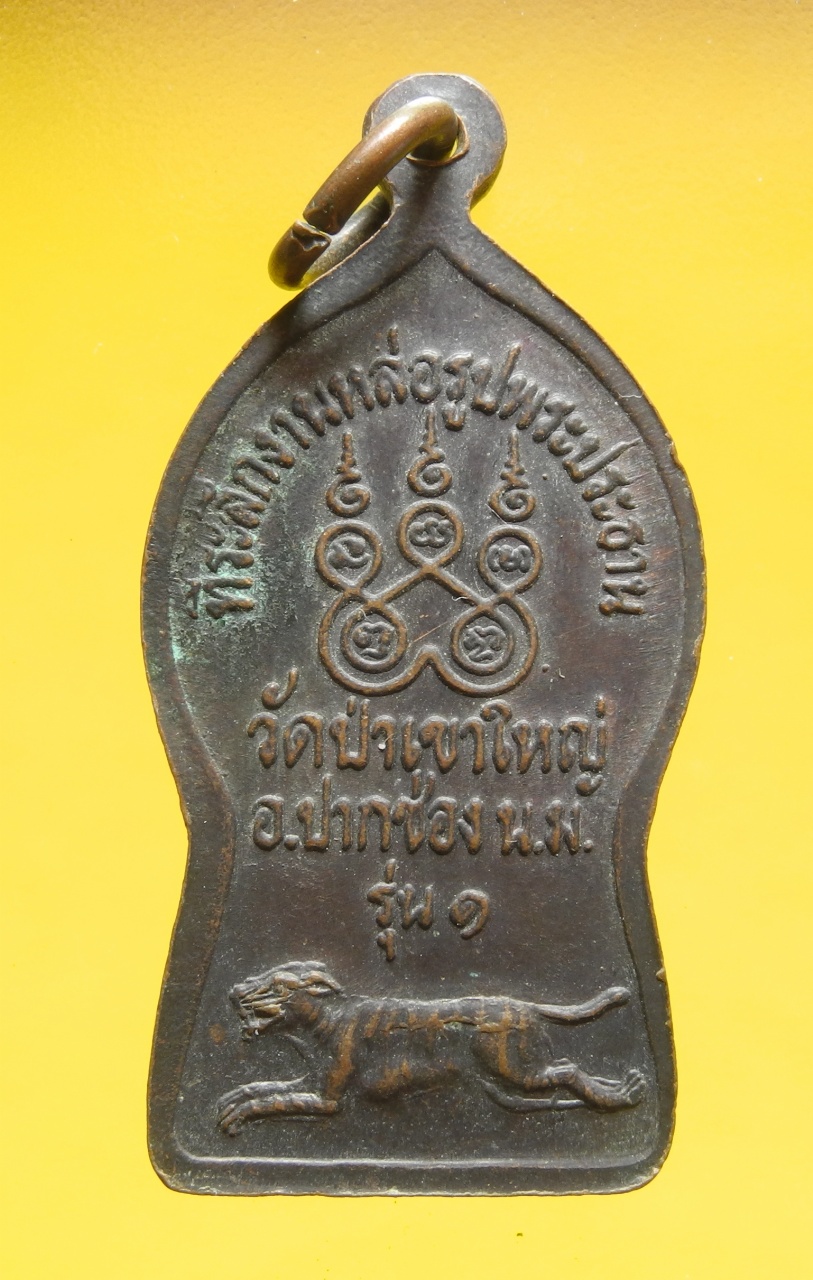 ที่ระลึกงานหล่อรูปพระประธาน
วัดป่าเขาใหญ่
อ.ปากช่อง น.ม.
รุ่น ๑